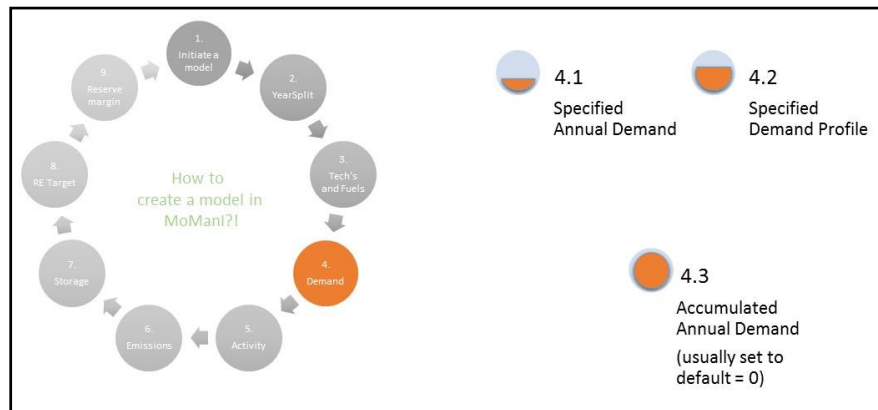 1.
Initiate a
model
2.
YearSplit
3.
Tech's
and Fuels
4.
Demand
5.
Activity
6.
Emissions
7.
Storage
8.
RE Target
9.
Reserve
margin
How to
create a model in
MoManI?!
4.1
Specified
Annual Demand
4.2
Specified
Demand Profile
4.3
Accumulated
Annual Demand
(usually set to
default = 0)